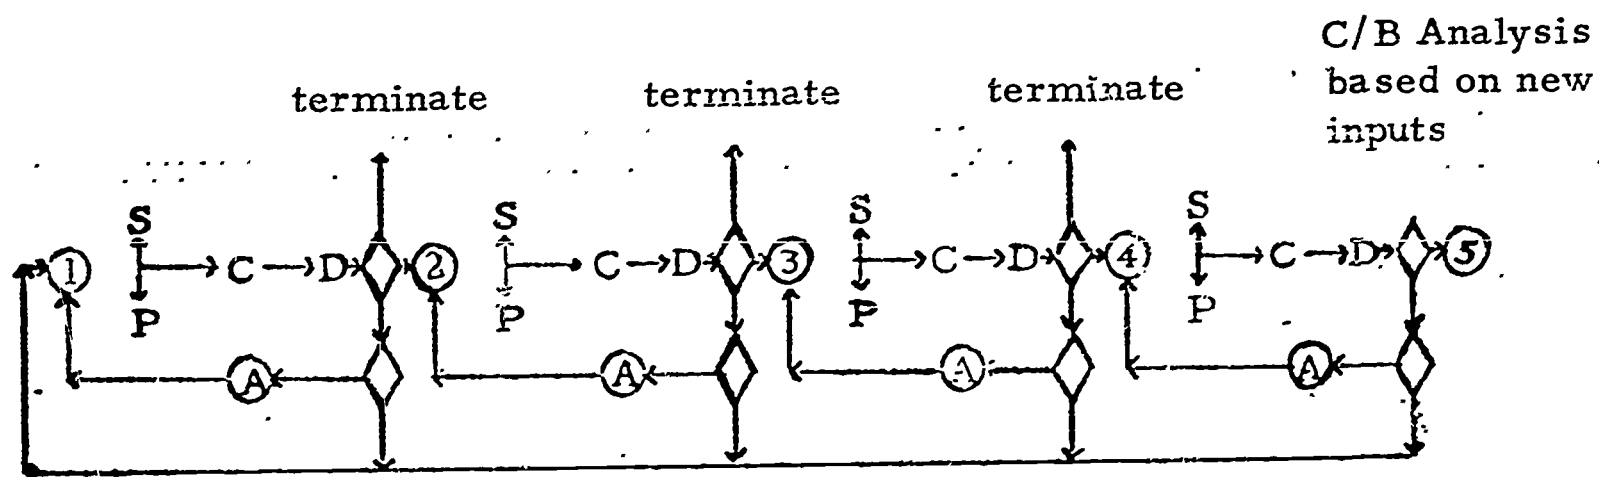 C/B Analysis
based on new
inputs
terminate terminate terminate
S S S S
1 C D 2 C D 3 C D 4 C D 5
P P P P
A A A A